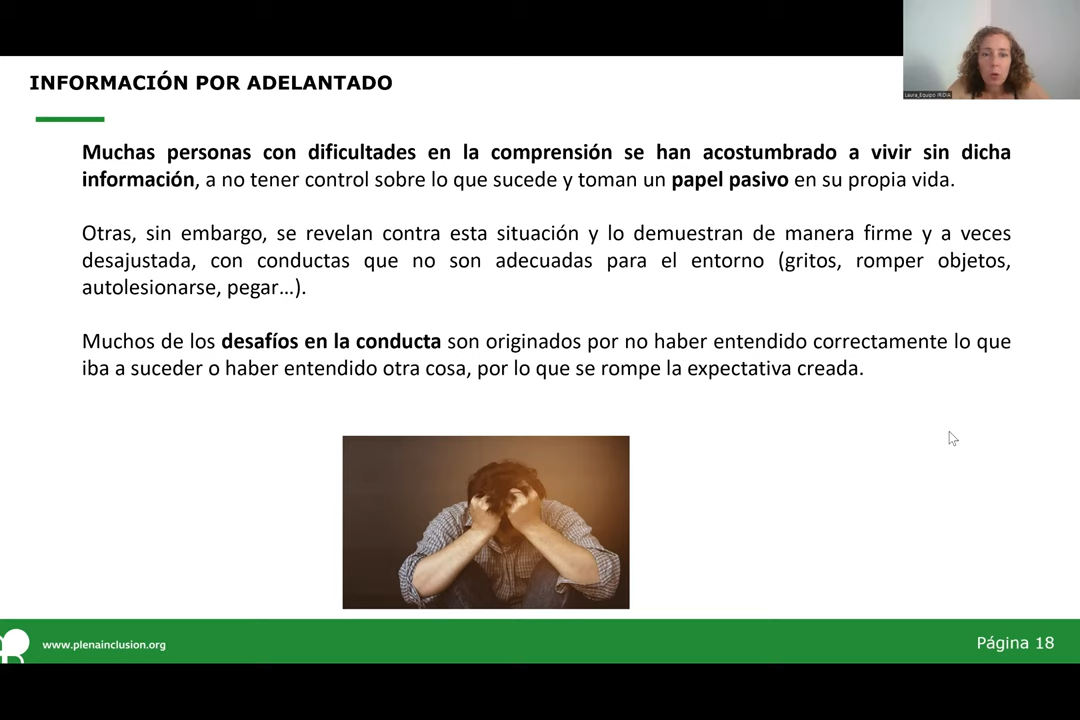 INFORMACIÓN POR ADELANTADO
Laura_Equipo IRIDIA
Muchas personas con dificultades en la comprensión se han acostumbrado a vivir sin dicha
información, a no tener control sobre lo que sucede y toman un papel pasivo en su propia vida.
Otras, sin embargo, se revelan contra esta situación y lo demuestran de manera firme y a veces
desajustada, con conductas que no son adecuadas para el entorno (gritos, romper objetos,
autolesionarse, pegar…).
Muchos de los desafíos en la conducta son originados por no haber entendido correctamente lo que
iba a suceder o haber entendido otra cosa, por lo que se rompe la expectativa creada.
www.plenainclusion.org
Página 18